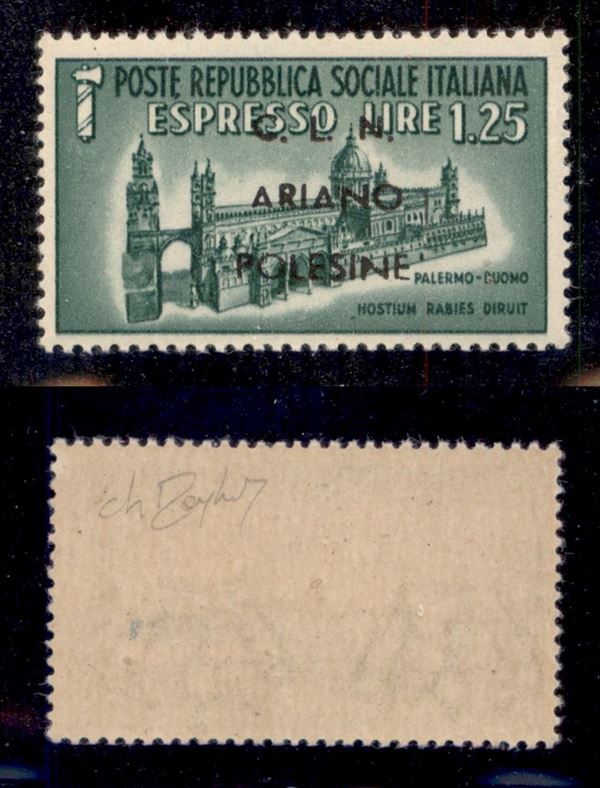 POSTE REPUBBLICA SOCIALE ITALIANA
ESPRESSO LIRE 1.25
C. L. N.
ARIANO
POLESINE
PALERMO-DUOMO
HOSTIUM RABIES DIRUIT